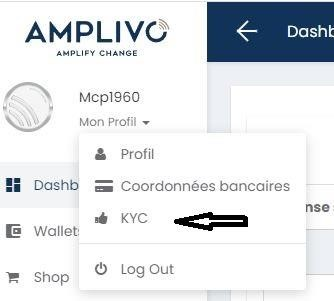 AMPLIVO
AMPLIFY CHANGE
Mcp1960
Mon Profil
Profil
Coordonnées bancaires
KYC
Log Out
Dashb
Wallet
Shop
Dashb
nse